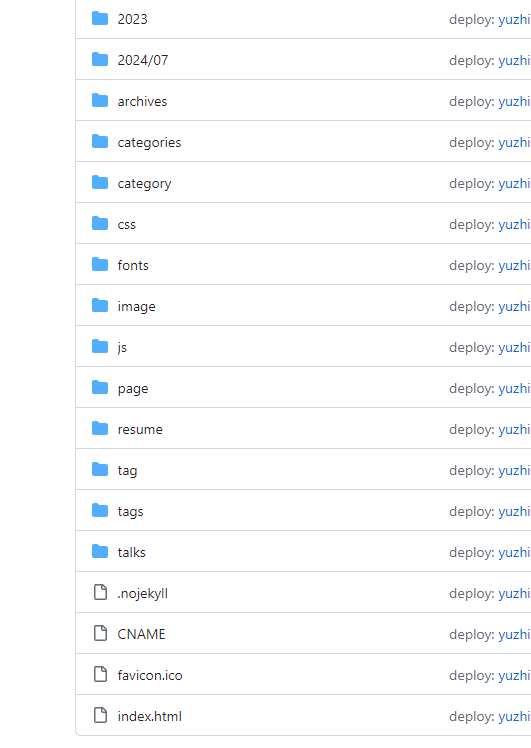 2023 deploy: yuzhi
2024/07 deploy: yuzhi
archives deploy: yuzhi
categories deploy: yuzhi
category deploy: yuzhi
css deploy: yuzhi
fonts deploy: yuzhi
image deploy: yuzhi
js deploy: yuzhi
page deploy: yuzhi
resume deploy: yuzhi
tag deploy: yuzhi
tags deploy: yuzhi
talks deploy: yuzhi
.nojekyll deploy: yuzhi
CNAME deploy: yuzhi
favicon.ico deploy: yuzhi
index.html deploy: yuzhi